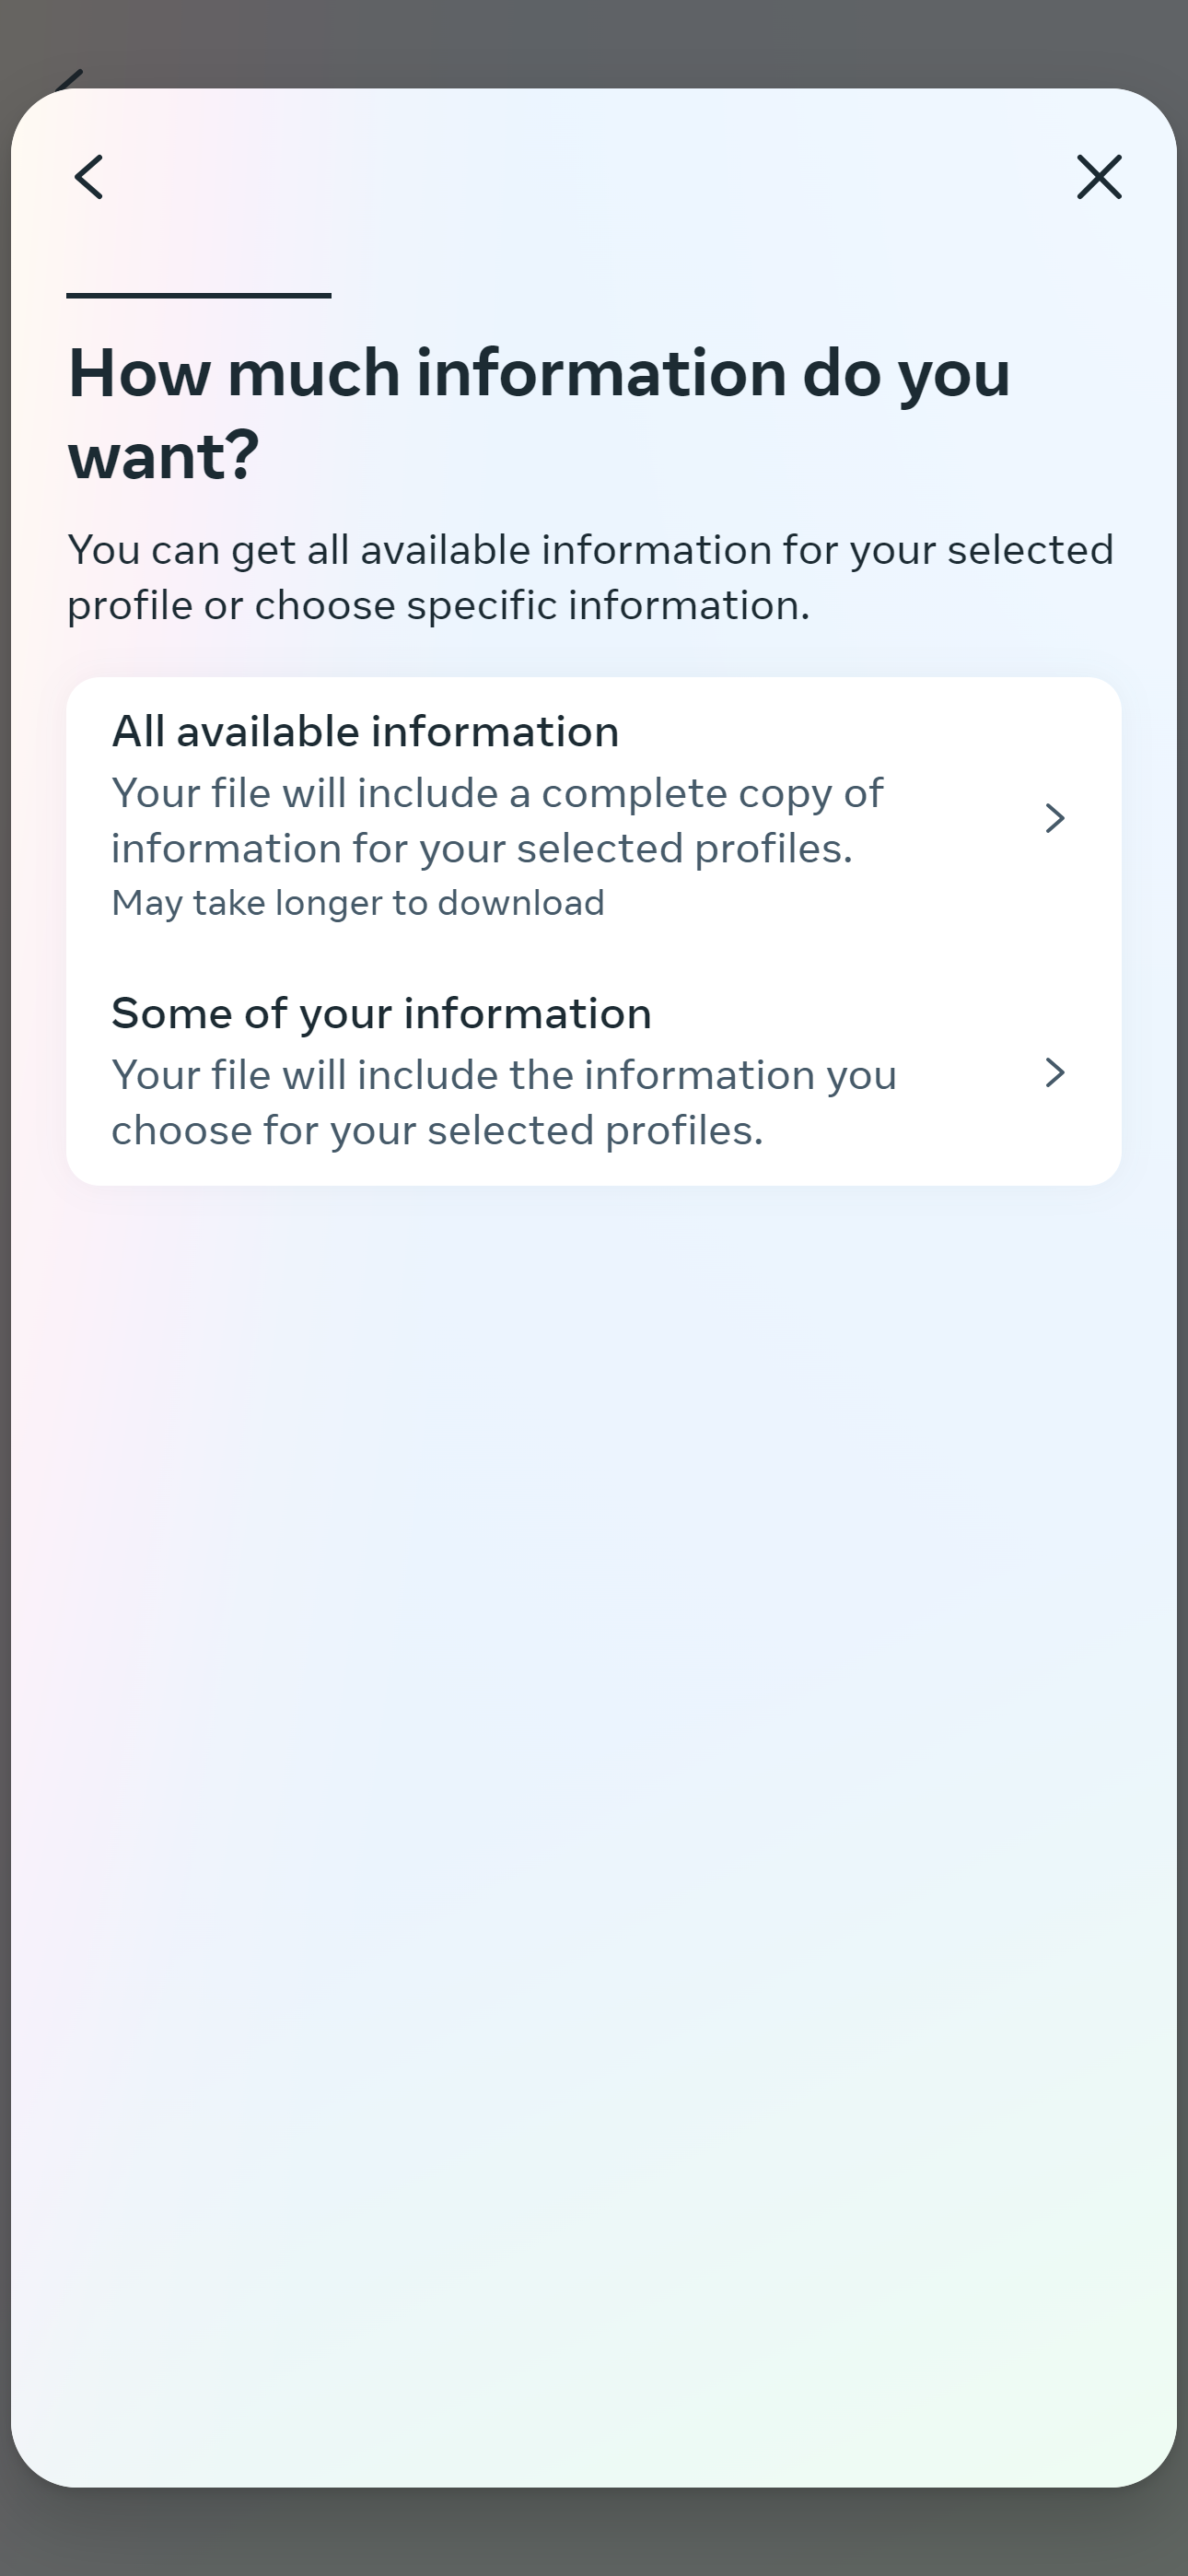 How much information do you
want?
You can get all available information for your selected
profile or choose specific information.
All available information
Your file will include a complete copy of
information for your selected profiles.
May take longer to download
Some of your information
Your file will include the information you
choose for your selected profiles.